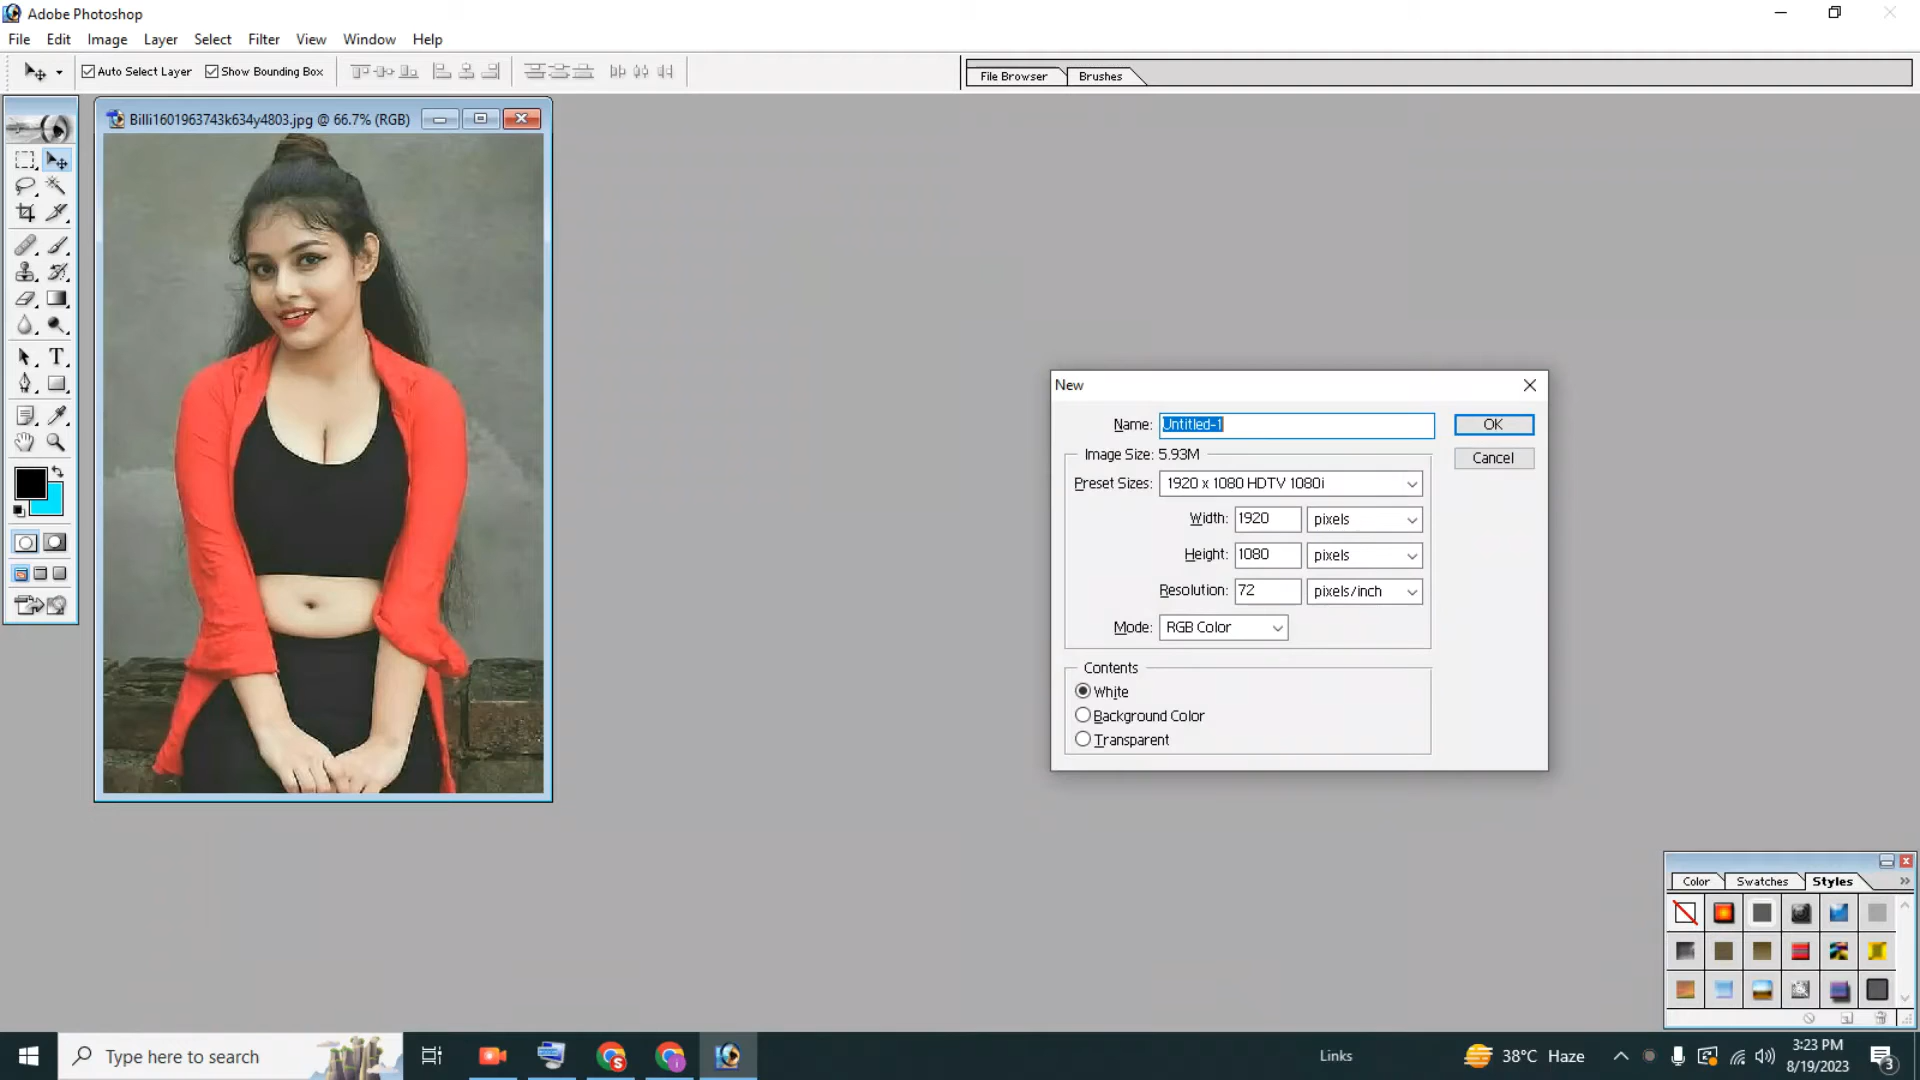 Adobe Photoshop
File Edit Image Layer Select Filter View Window Help
Auto Select Layer Show Bounding Box
File Browser Brushes
Billi1601963743k634y4803.jpg @ 66.7% (RGB)
T
New
Name: Untitled-1 OK
Image Size: 5.93M Cancel
Preset Sizes: 1920 x 1080 HDTV 1080i
Width: 1920 pixels
Height: 1080 pixels
Resolution: 72 pixels/inch
Mode: RGB Color
Contents
White
Background Color
Transparent
Color Swatches Styles
Type here to search
S
Links
38°C Haze
3:23 PM
8/19/2023
3